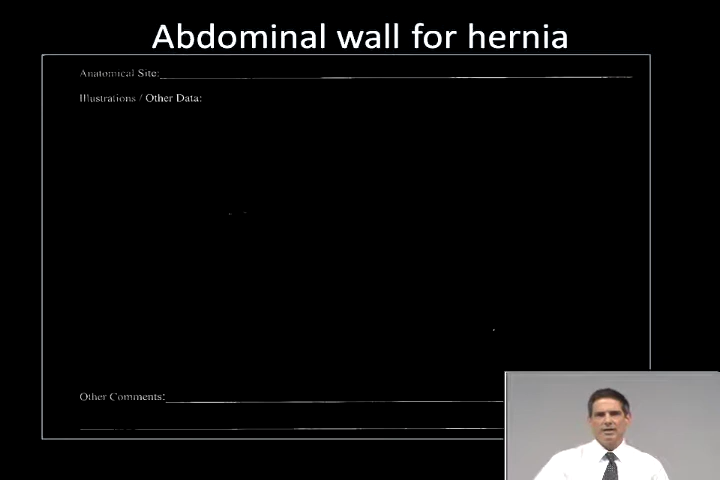 Abdominal wall for hernia
Anatomical Site:
Illustrations / Other Data:
Other Comments: